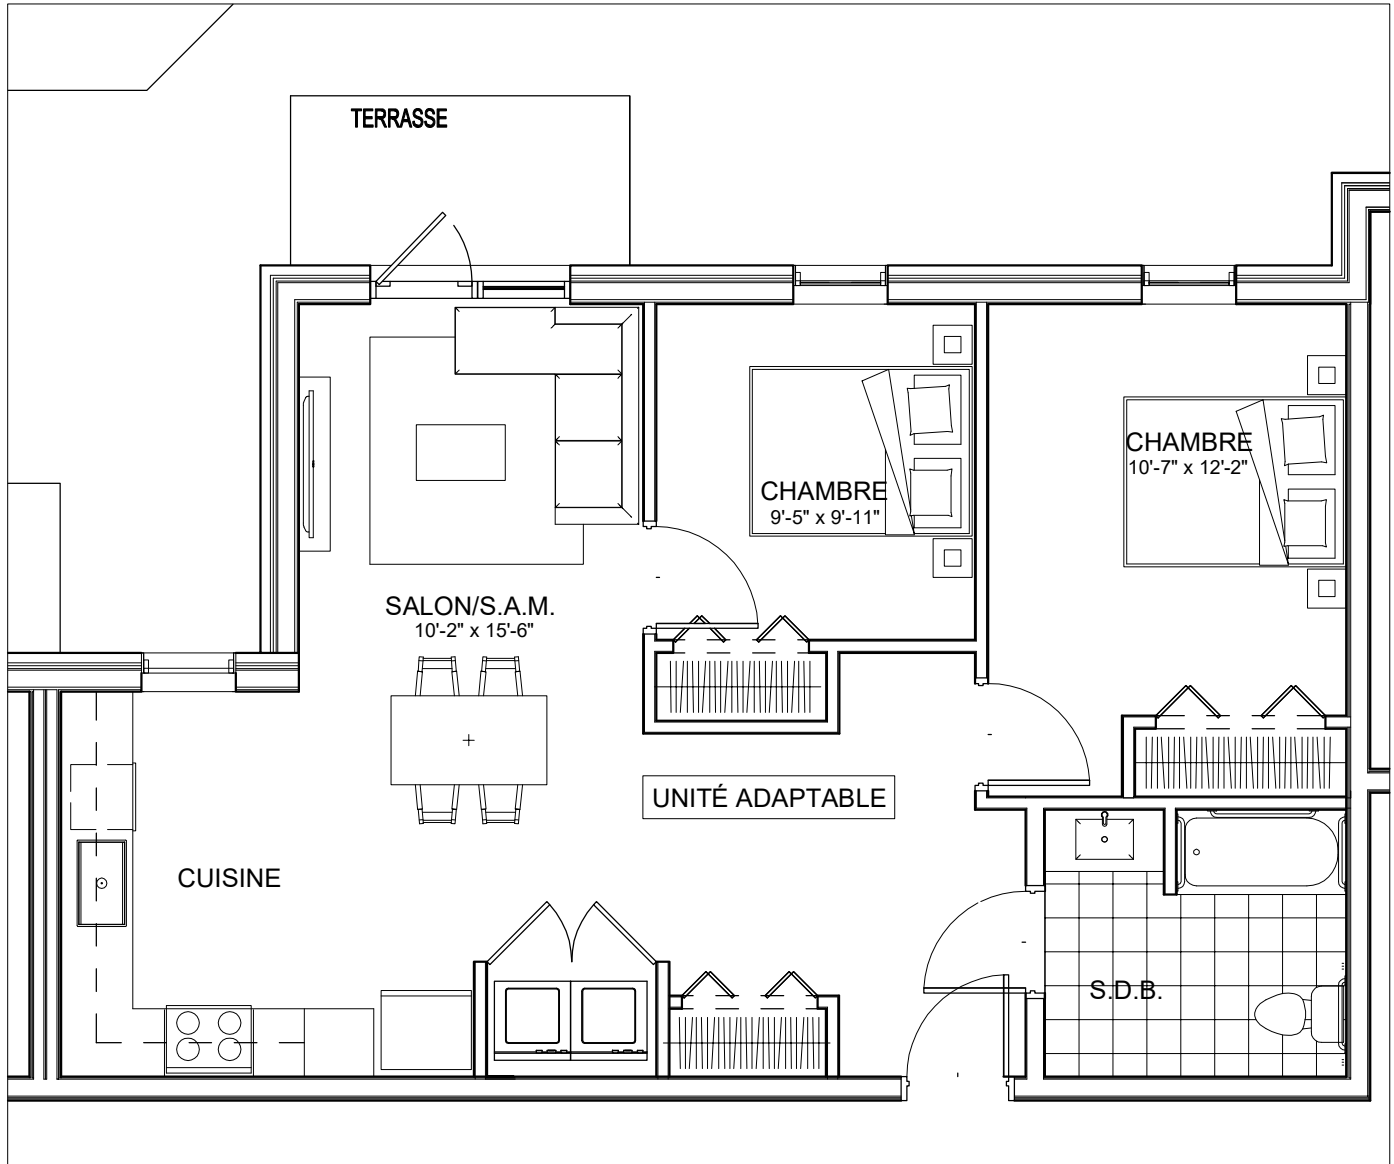 TERRASSE
CHAMBRE
10'-7" x 12'-2"
CHAMBRE
9'-5" x 9'-11"
SALON/S.A.M.
10'-2" x 15'-6"
UNITÉ ADAPTABLE
CUISINE
S.D.B.